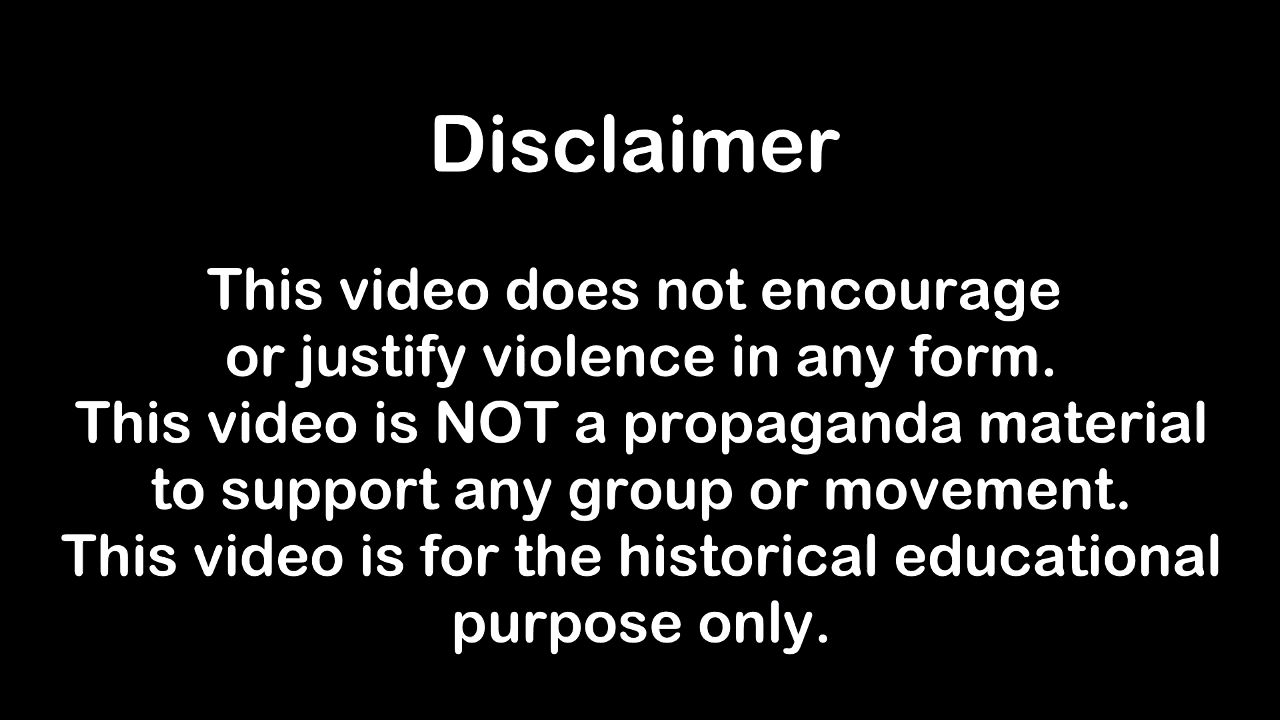 Disclaimer
This video does not encourage
or justify violence in any form.
This video is NOT a propaganda material
to support any group or movement.
This video is for the historical educational
purpose only.